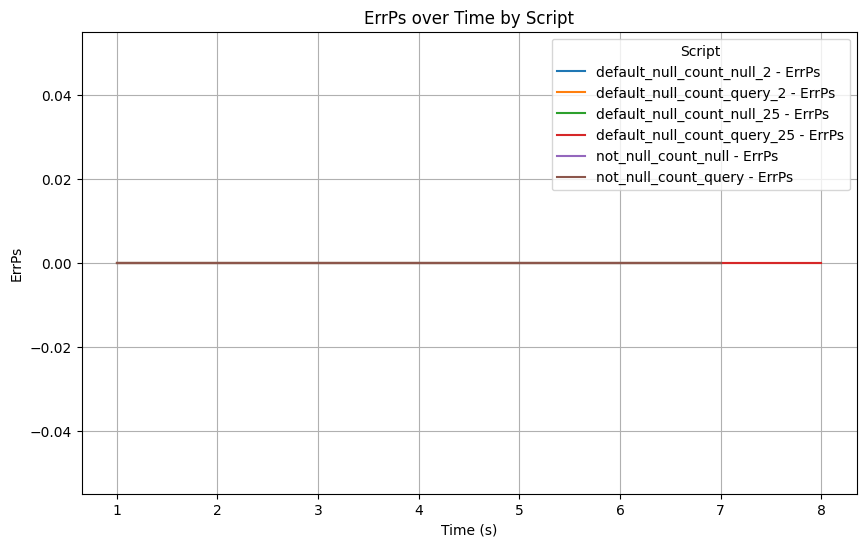 ErrPs over Time by Script
Script
default_null_count_null_2 - ErrPs
default_null_count_query_2 - ErrPs
default_null_count_null_25 - ErrPs
default_null_count_query_25 - ErrPs
not_null_count_null - ErrPs
not_null_count_query - ErrPs
ErrPs
0.04
0.02
0.00
−0.02
−0.04
1 2 3 4 5 6 7 8
Time (s)